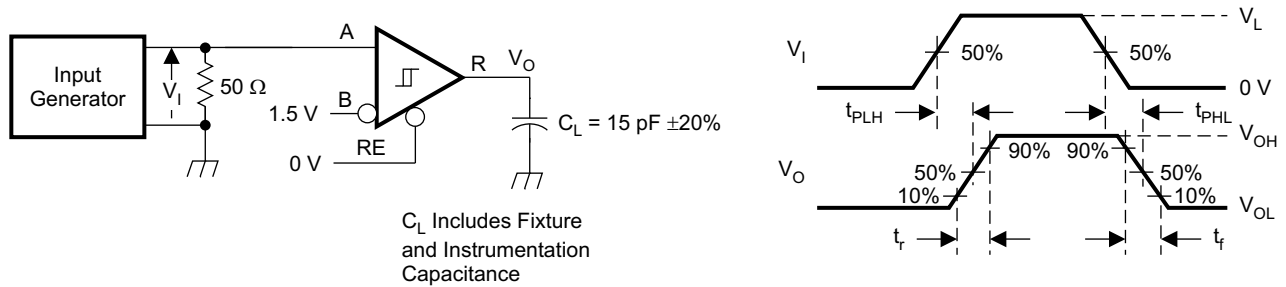 Input
Generator
V_I
50 Ω
A
B
1.5 V
RE
0 V
R
V_O
C_L = 15 pF ±20%
C_L Includes Fixture
and Instrumentation
Capacitance
V_I
50%
50%
V_L
0 V
t_PLH
t_PHL
V_O
90%
90%
50%
50%
10%
10%
V_OH
V_OL
t_r
t_f